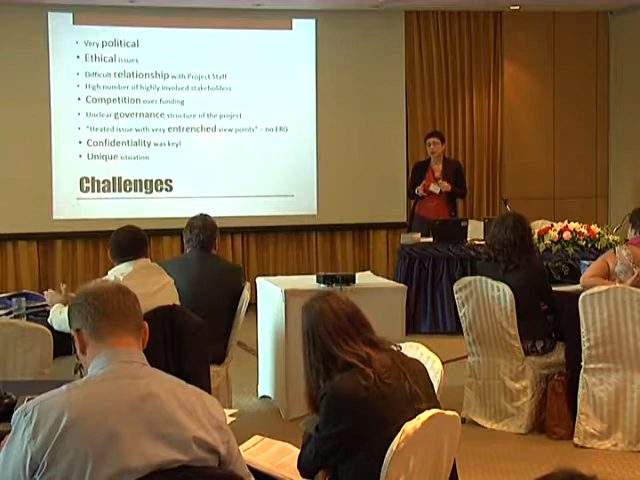 • Very political
• Ethical issues
• Difficult relationship with Project Staff
• High number of highly involved stakeholders
• Competition over funding
• Unclear governance structure of the project
• "Heated issue with very entrenched view points" – no ERG
• Confidentiality was key!
• Unique situation
Challenges